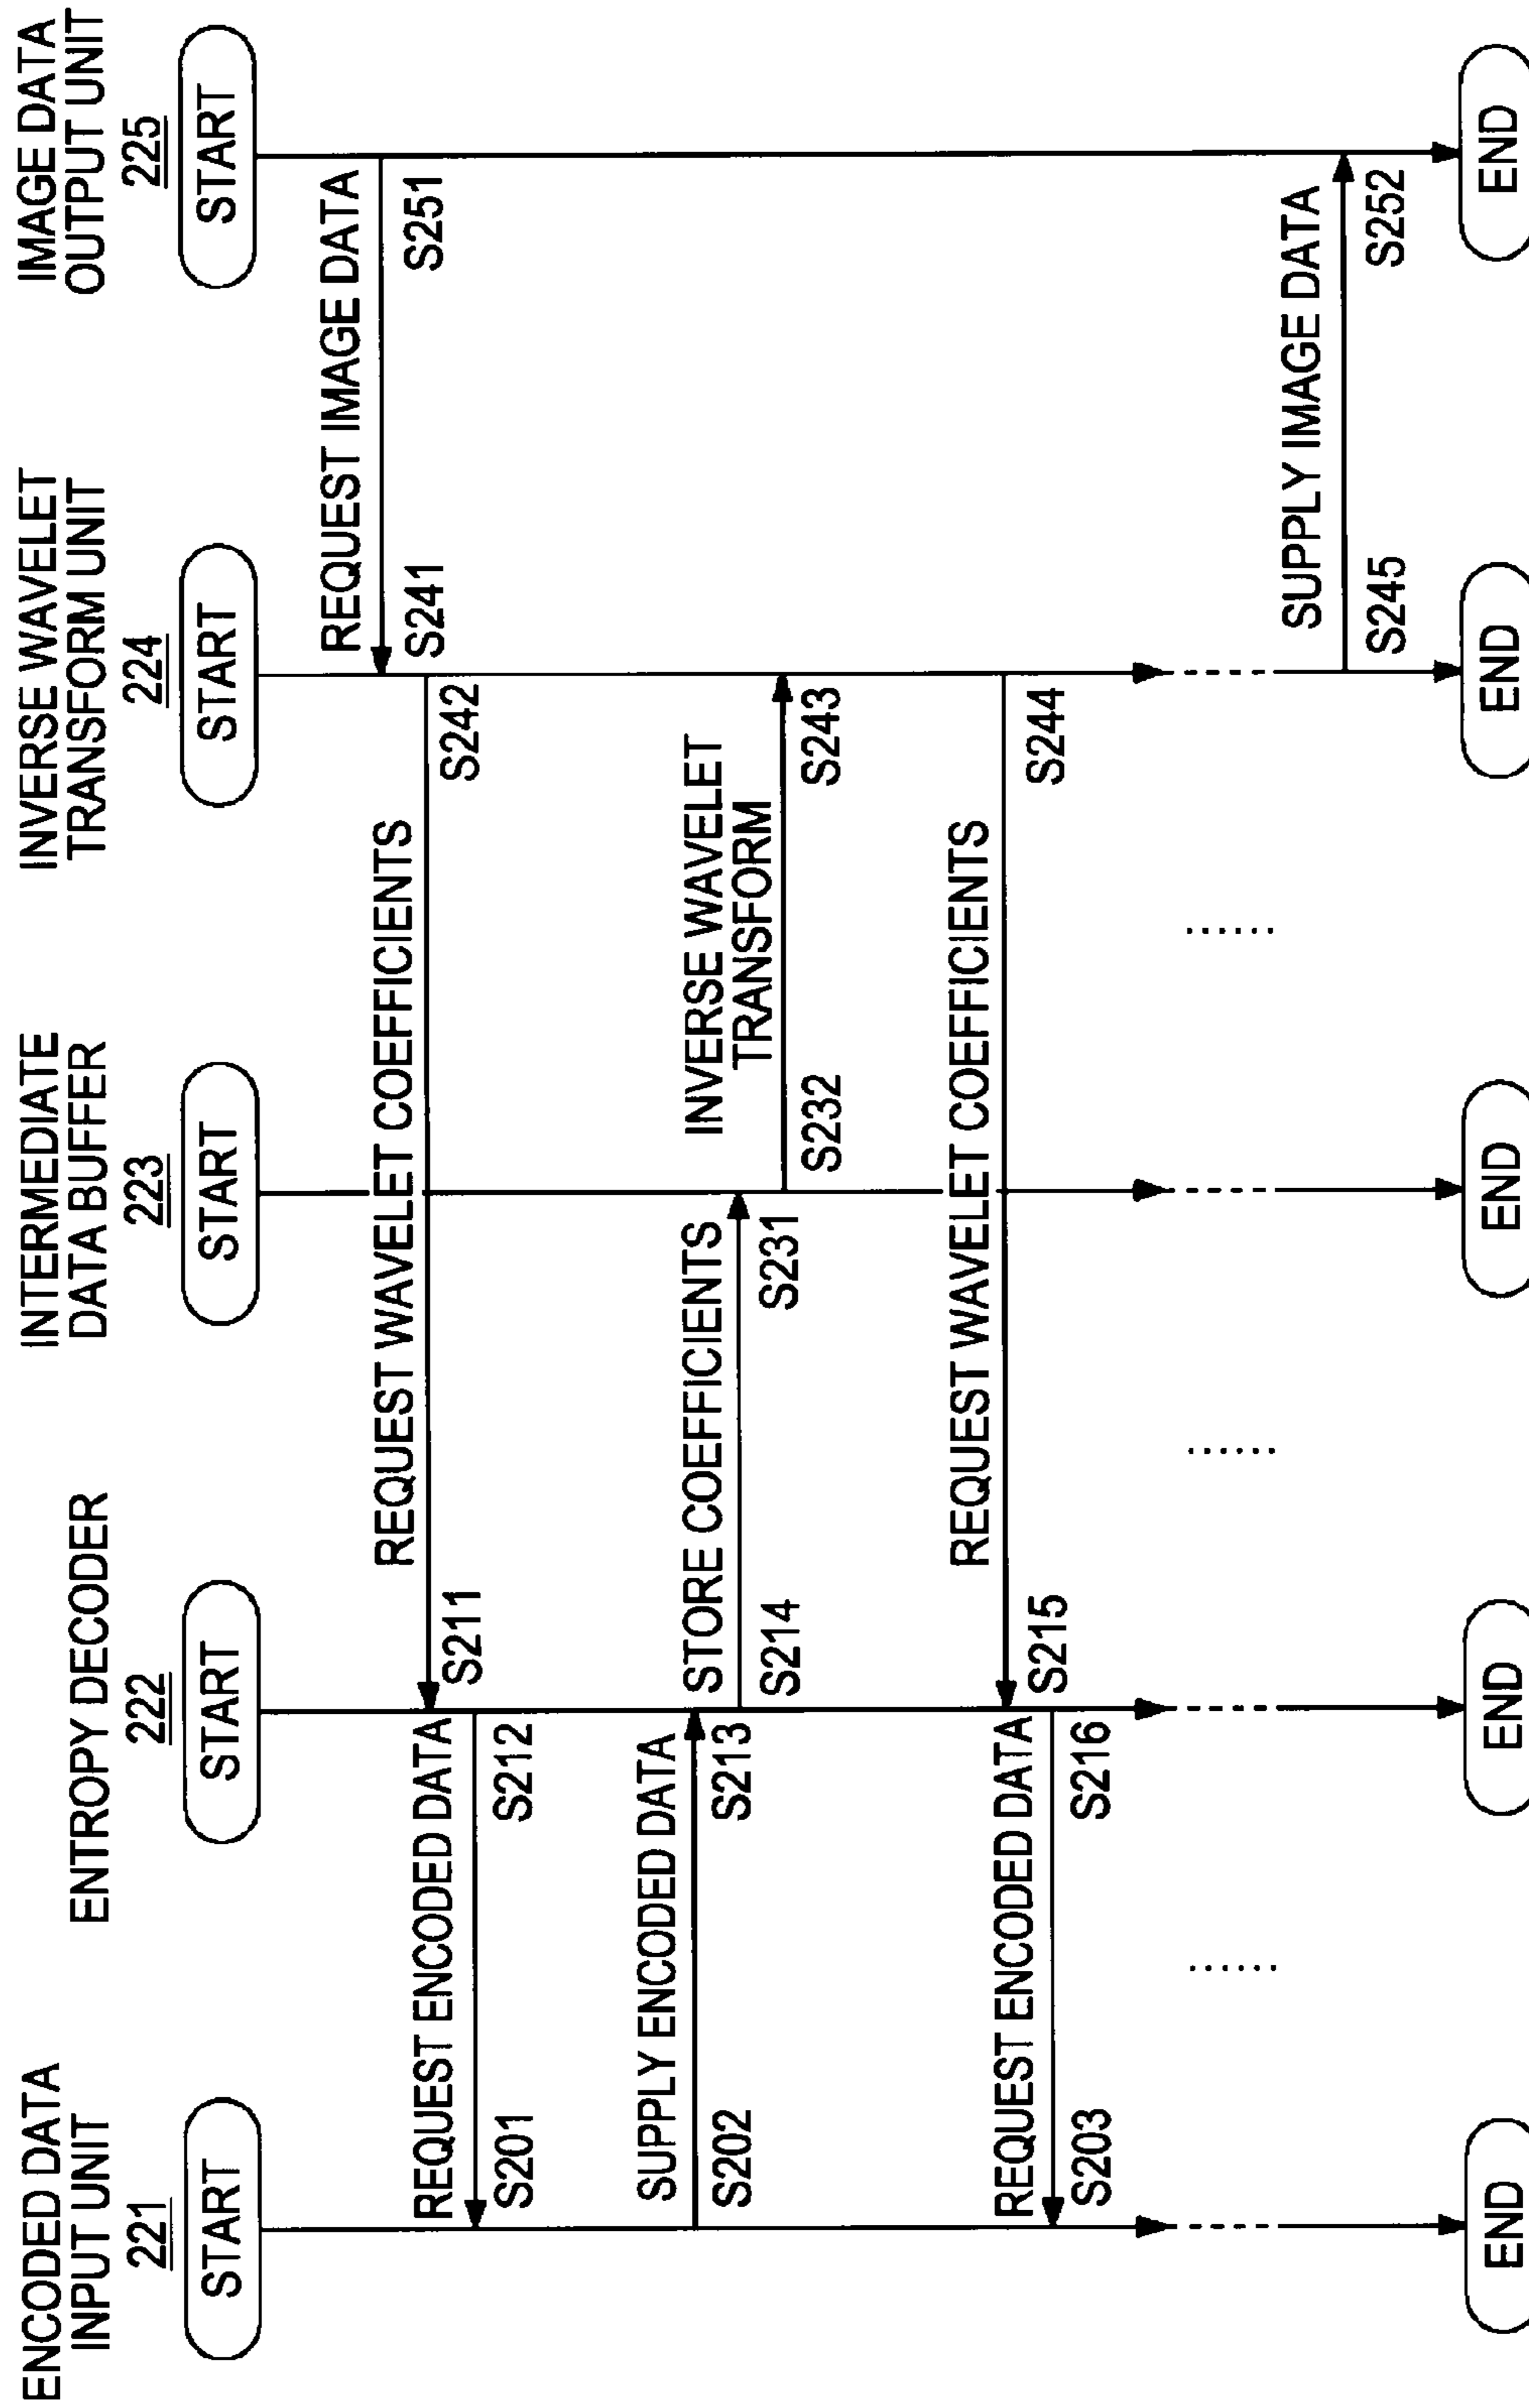 ENCODED DATA
INPUT UNIT
221
START
ENTROPY DECODER
222
START
INTERMEDIATE
DATA BUFFER
223
START
INVERSE WAVELET
TRANSFORM UNIT
224
START
IMAGE DATA
OUTPUT UNIT
225
START
REQUEST IMAGE DATA
S241
S251
REQUEST WAVELET COEFFICIENTS
S211
S242
REQUEST ENCODED DATA
S201
S212
SUPPLY ENCODED DATA
S202
S213
STORE COEFFICIENTS
S214
S231
INVERSE WAVELET
TRANSFORM
S232
S243
REQUEST WAVELET COEFFICIENTS
S215
S244
REQUEST ENCODED DATA
S203
S216
......
......
......
SUPPLY IMAGE DATA
S245
S252
END
END
END
END
END